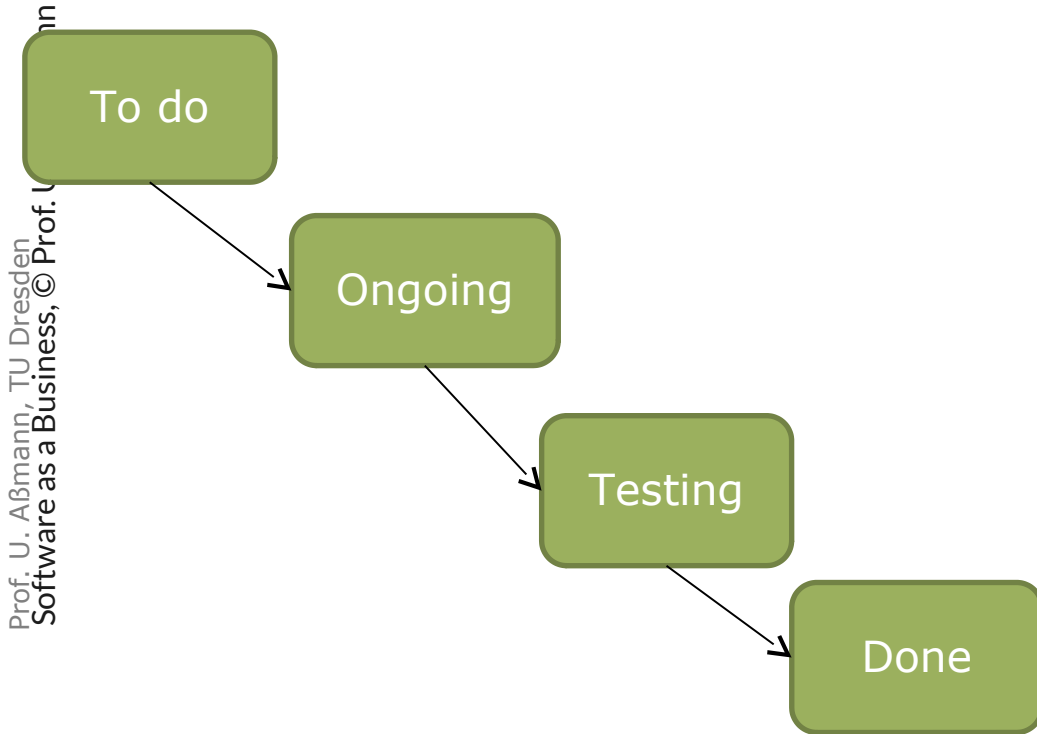 To do
Ongoing
Testing
Done
Prof. U. Aßmann, TU Dresden
Software as a Business, © Prof.